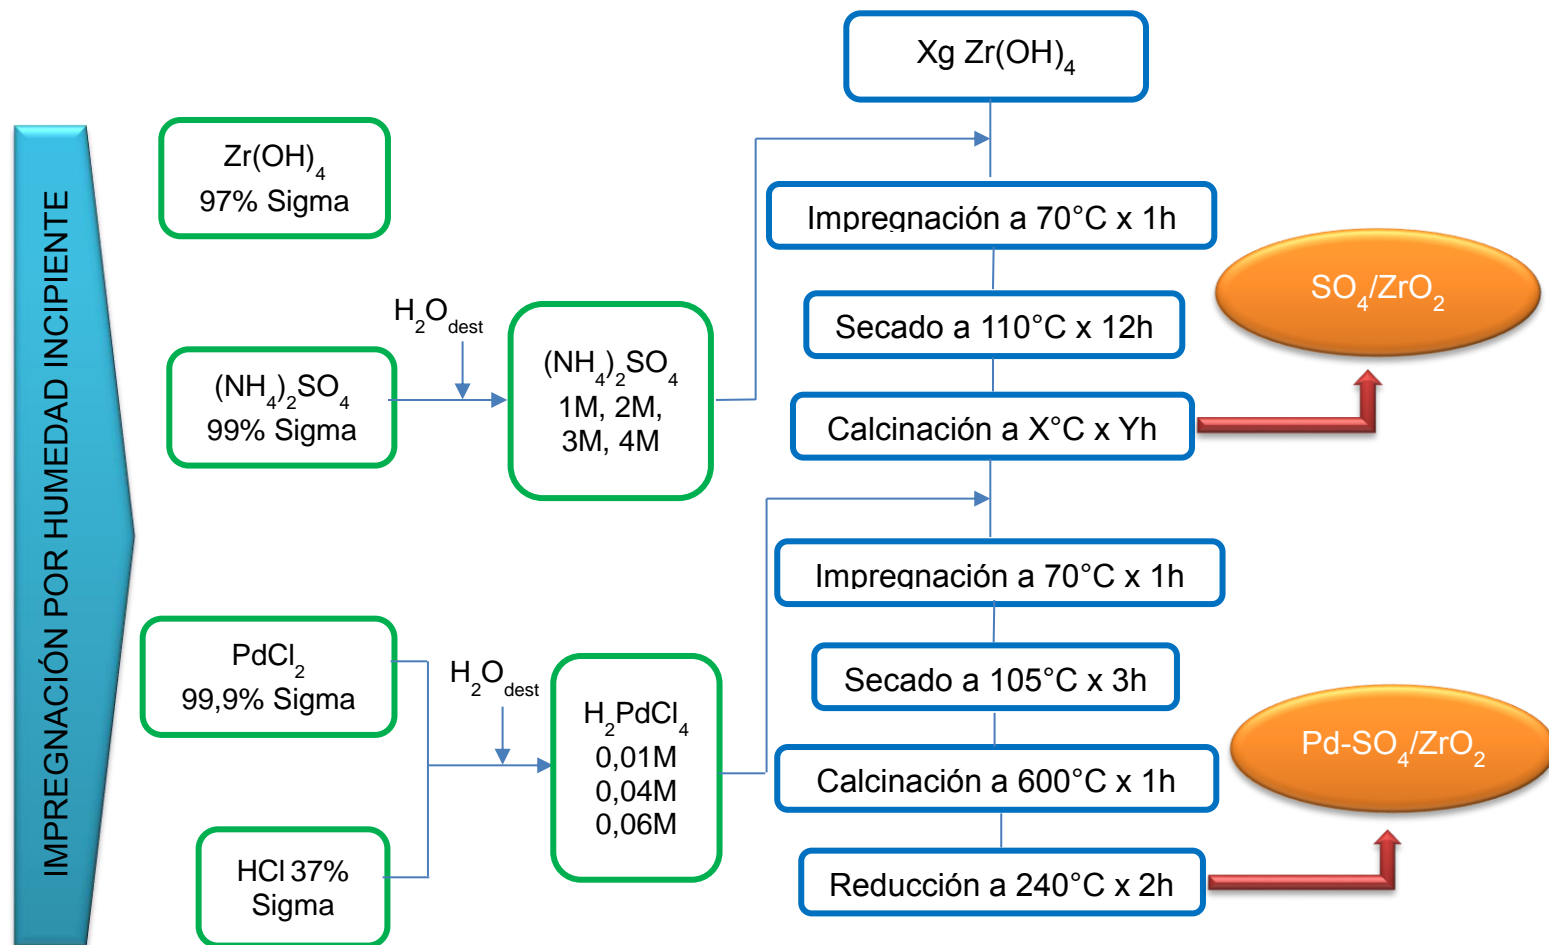 IMPREGNACIÓN POR HUMEDAD INCIPIENTE
Xg Zr(OH)₄
Zr(OH)₄
97% Sigma
Impregnación a 70°C x 1h
SO₄/ZrO₂
H₂O_dest
Secado a 110°C x 12h
(NH₄)₂SO₄
99% Sigma
(NH₄)₂SO₄
1M, 2M,
3M, 4M
Calcinación a X°C x Yh
Impregnación a 70°C x 1h
PdCl₂
99,9% Sigma
H₂O_dest
Secado a 105°C x 3h
H₂PdCl₄
0,01M
0,04M
0,06M
Pd-SO₄/ZrO₂
Calcinación a 600°C x 1h
HCl 37%
Sigma
Reducción a 240°C x 2h